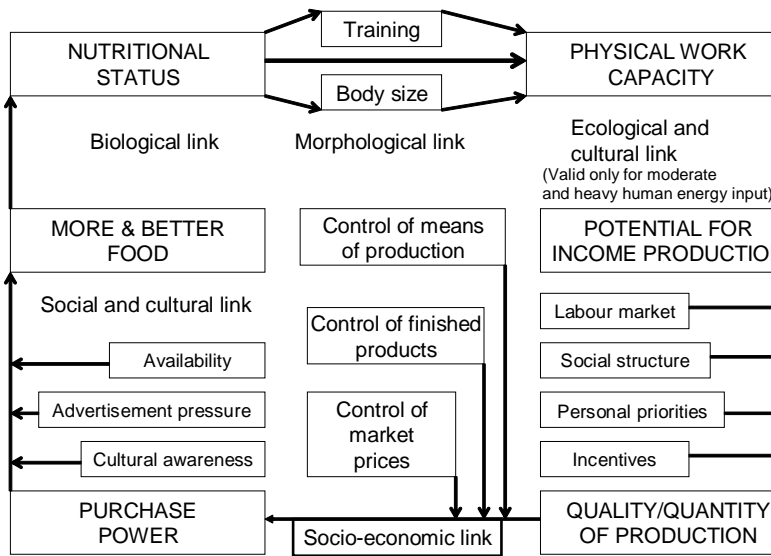 NUTRITIONAL
STATUS
Training
Body size
PHYSICAL WORK
CAPACITY
Biological link
Morphological link
Ecological and
cultural link
(Valid only for moderate
and heavy human energy input)
MORE & BETTER
FOOD
Control of means
of production
POTENTIAL FOR
INCOME PRODUCTIO
Social and cultural link
Control of finished
products
Labour market
Availability
Social structure
Advertisement pressure
Control of
market
prices
Personal priorities
Cultural awareness
Incentives
PURCHASE
POWER
Socio-economic link
QUALITY/QUANTITY
OF PRODUCTION